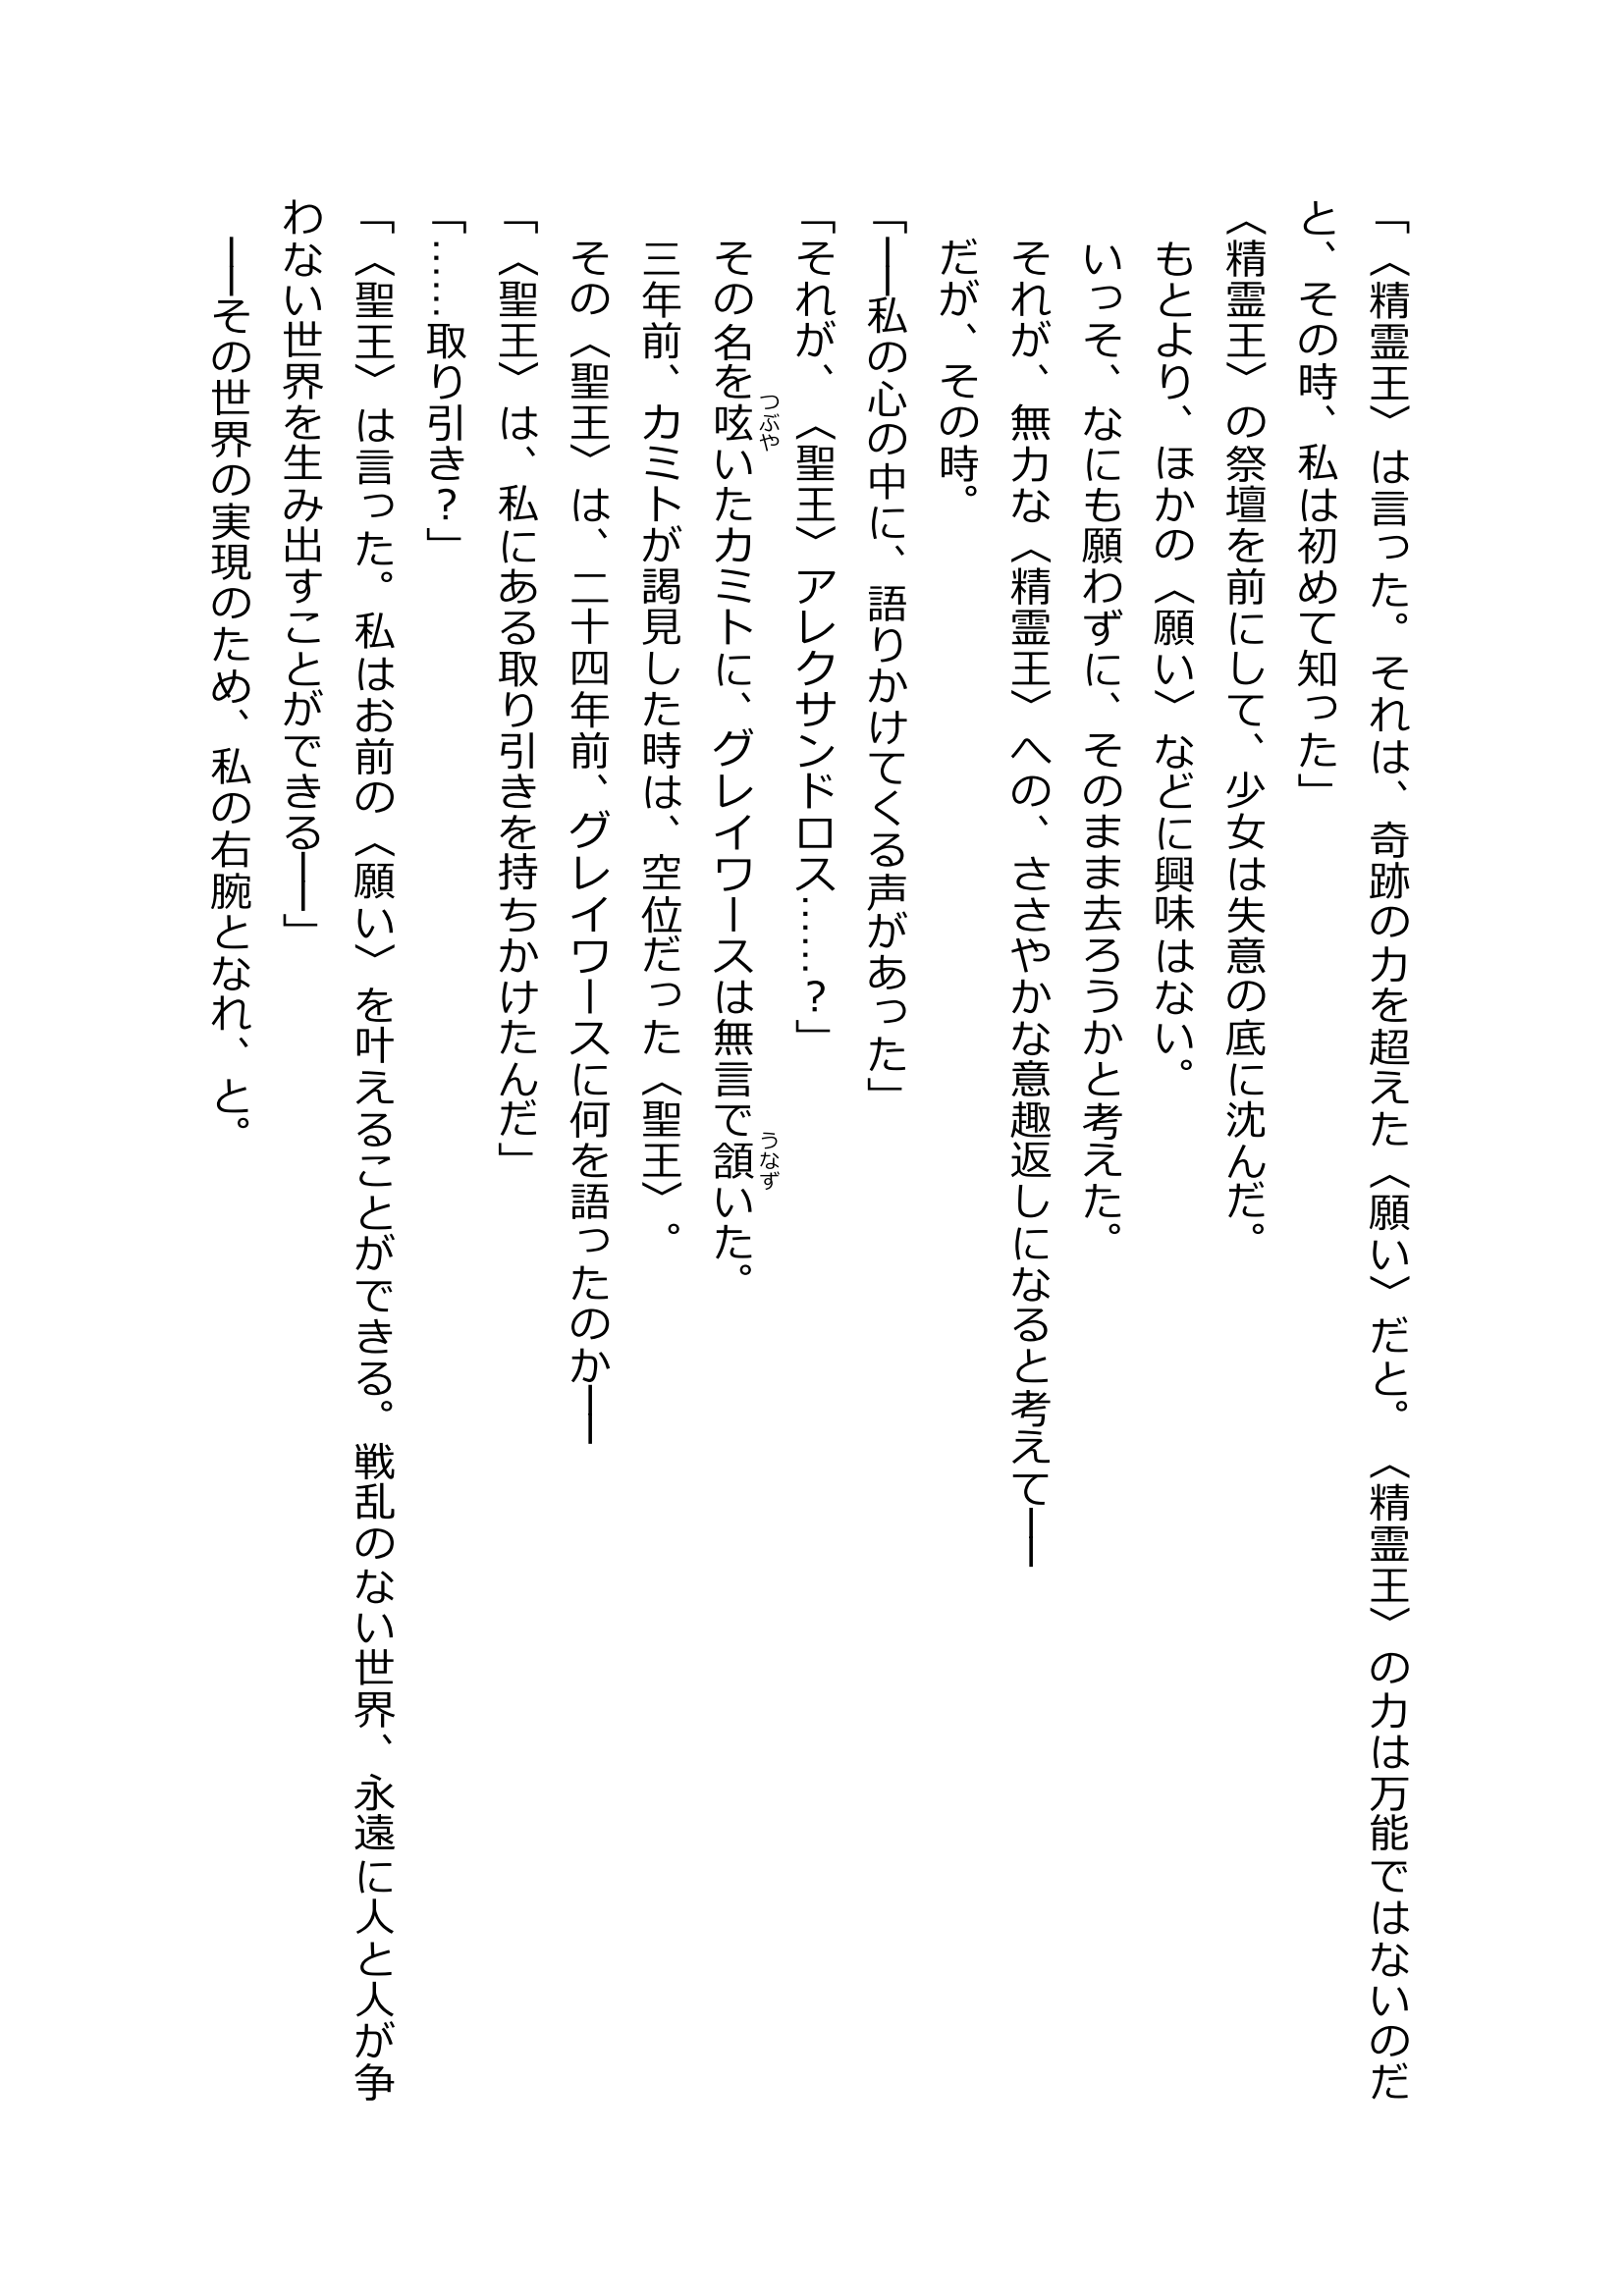 「〈精霊王〉は言った。それは、奇跡の力を超えた〈願い〉だと。〈精霊王〉の力は万能ではないのだ
と、その時、私は初めて知った」
〈精霊王〉の祭壇を前にして、少女は失意の底に沈んだ。
もとより、ほかの〈願い〉などに興味はない。
いっそ、なにも願わずに、そのまま去ろうかと考えた。
それが、無力な〈精霊王〉への、ささやかな意趣返しになると考えて――
だが、その時。
「――私の心の中に、語りかけてくる声があった」
「それが、〈聖王〉アレクサンドロス……？」
その名を呟いたカミトに、グレイワースは無言で頷いた。
三年前、カミトが謁見した時は、空位だった〈聖王〉。
その〈聖王〉は、二十四年前、グレイワースに何を語ったのか――
「〈聖王〉は、私にある取り引きを持ちかけたんだ」
「……取り引き？」
「〈聖王〉は言った。私はお前の〈願い〉を叶えることができる。戦乱のない世界、永遠に人と人が争
わない世界を生み出すことができる――」
――その世界の実現のため、私の右腕となれ、と。